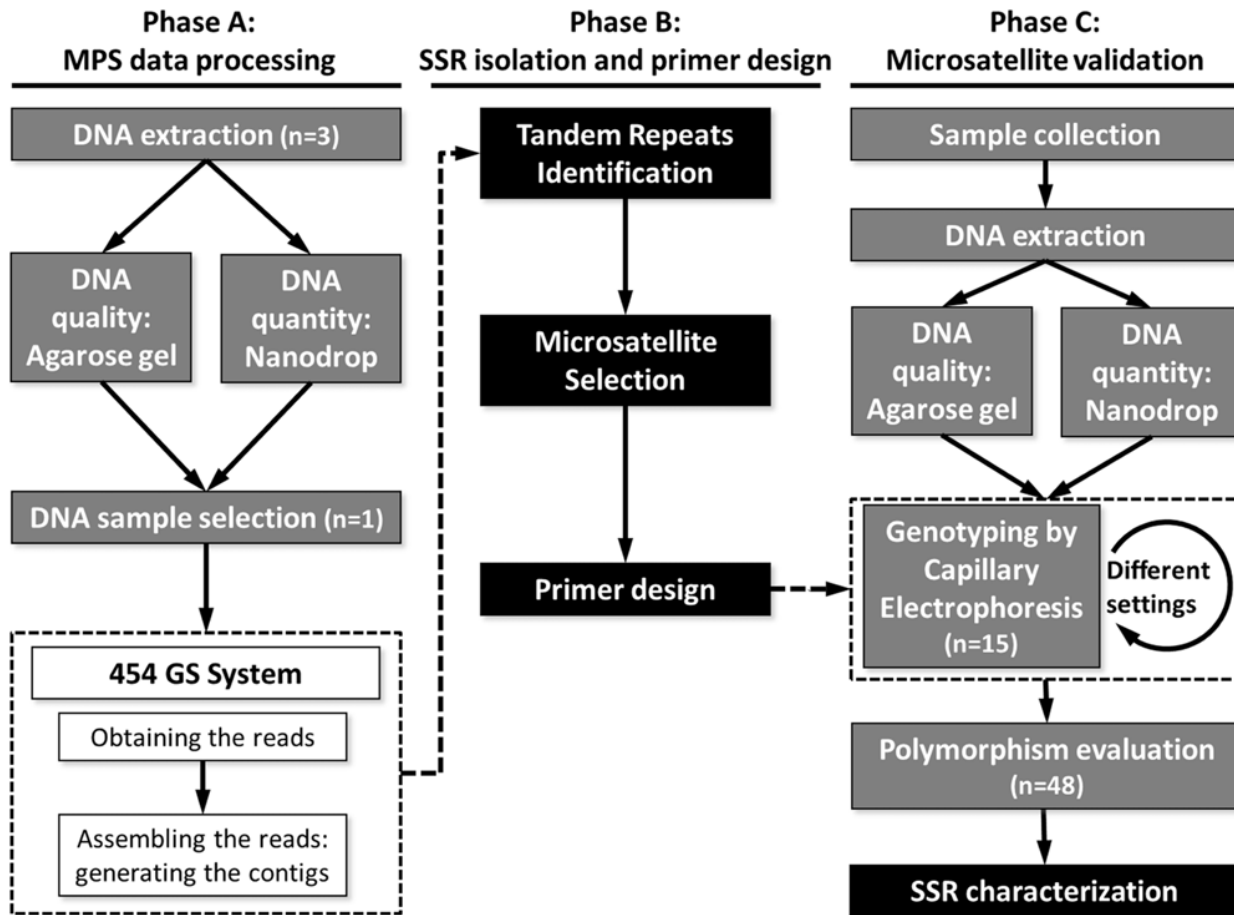 Phase A:
MPS data processing
DNA extraction (n=3)
DNA
quality:
Agarose gel
DNA
quantity:
Nanodrop
DNA sample selection (n=1)
454 GS System
Obtaining the reads
Assembling the reads:
generating the contigs
Phase B:
SSR isolation and primer design
Tandem Repeats
Identification
Microsatellite
Selection
Primer design
Phase C:
Microsatellite validation
Sample collection
DNA extraction
DNA
quality:
Agarose gel
DNA
quantity:
Nanodrop
Genotyping by
Capillary
Electrophoresis
(n=15)
Different
settings
Polymorphism evaluation
(n=48)
SSR characterization